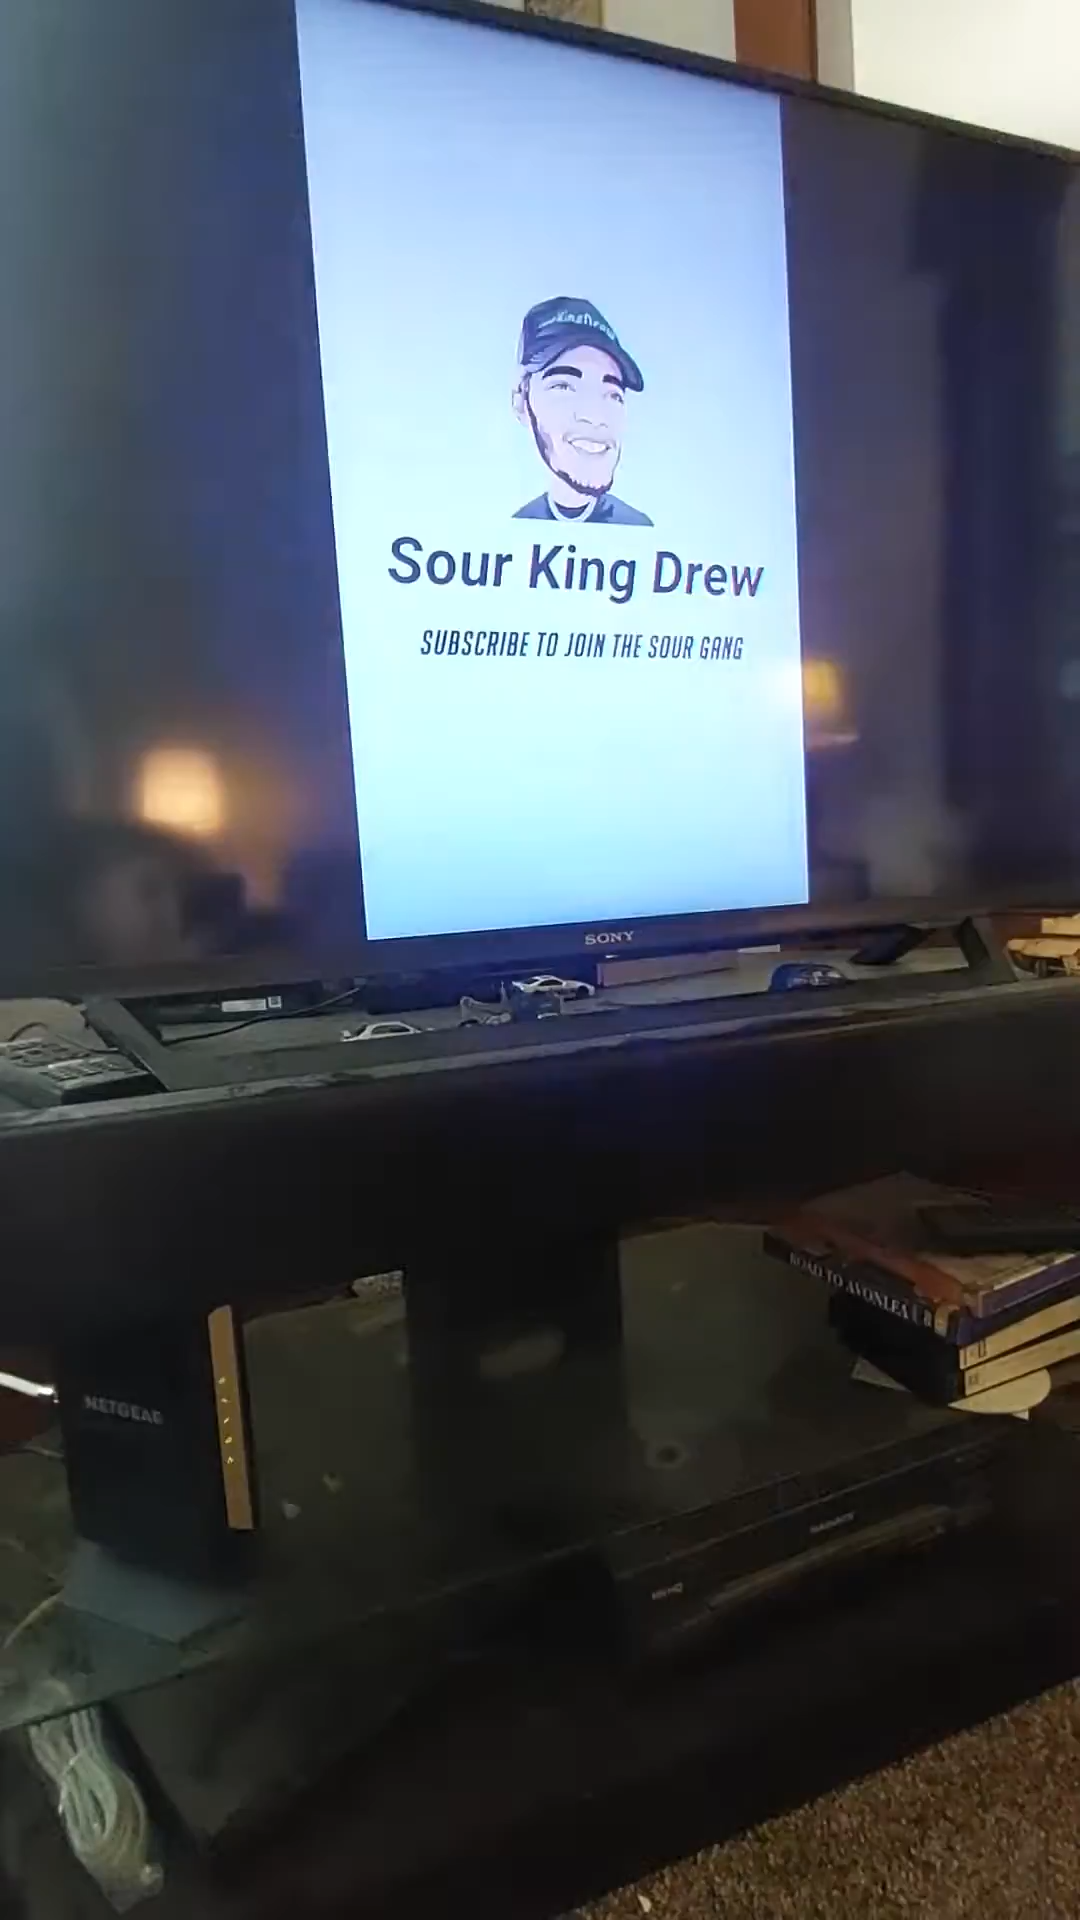 Sour King Drew
SUBSCRIBE TO JOIN THE SOUR GANG
SONY
ROAD TO AVONLEA
NETGEAR